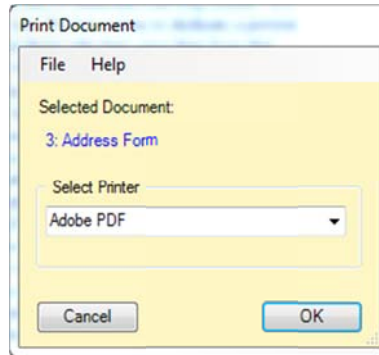 Print Document
File Help
Selected Document:
3: Address Form
Select Printer
Adobe PDF
Cancel OK